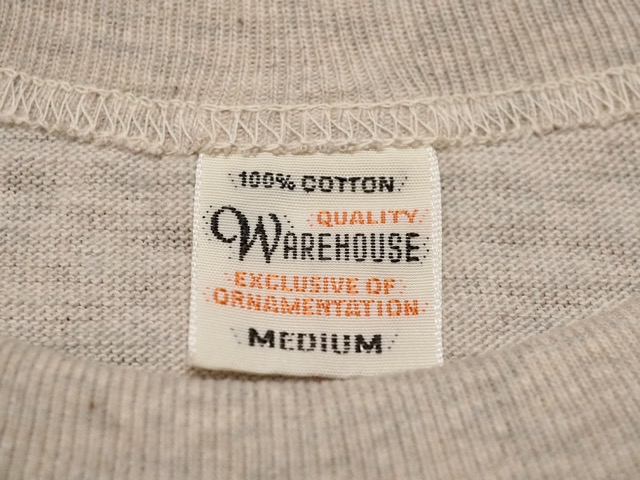 100% COTTON
QUALITY
WAREHOUSE
EXCLUSIVE OF
ORNAMENTATION
MEDIUM